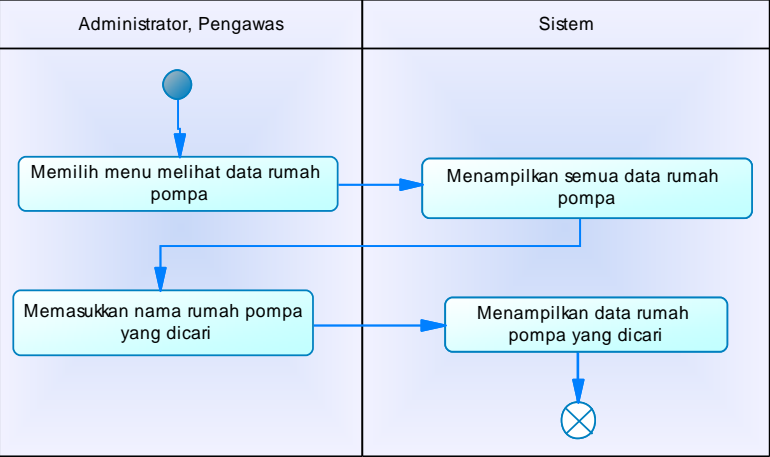 Administrator, Pengawas
Sistem
Memilih menu melihat data rumah
pompa
Menampilkan semua data rumah
pompa
Memasukkan nama rumah pompa
yang dicari
Menampilkan data rumah
pompa yang dicari